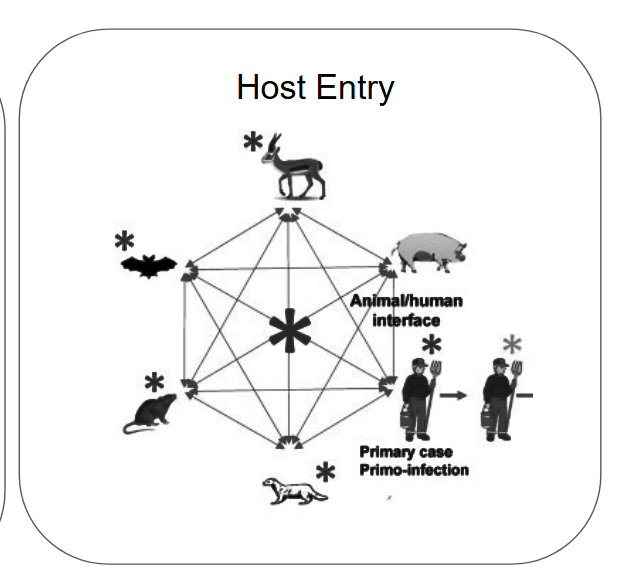 Host Entry
Animal/human
interface
Primary case
Primo-infection